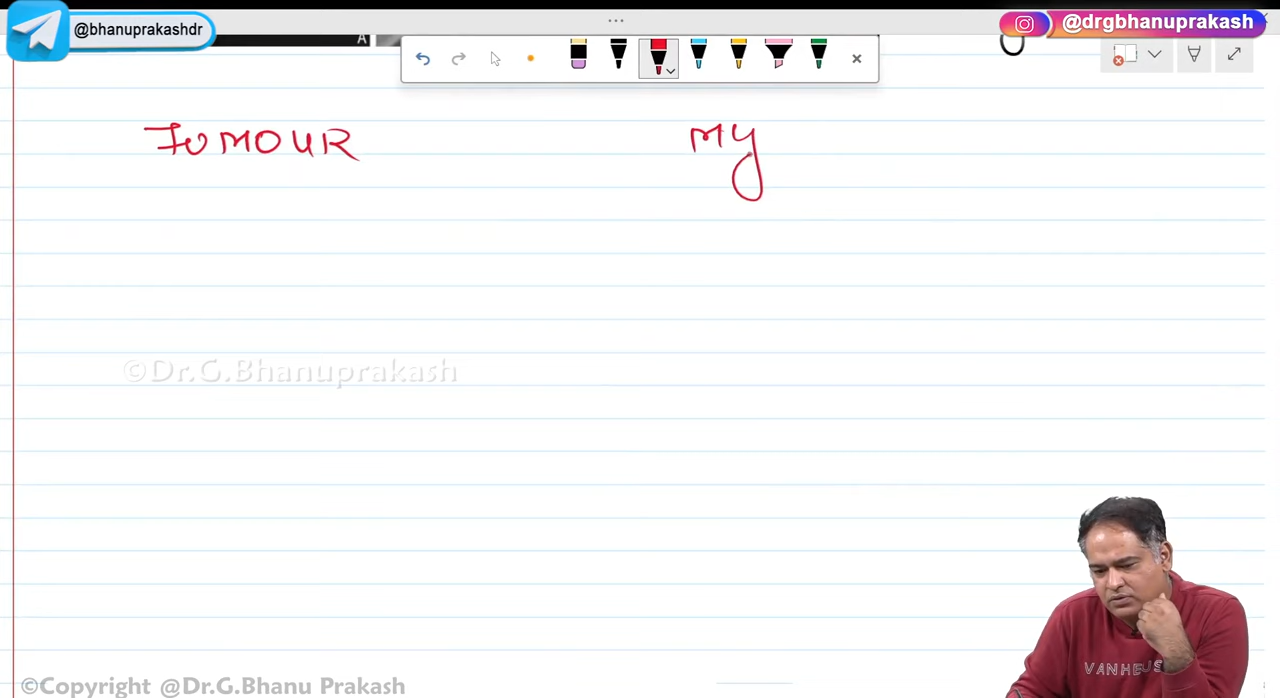 @bhanuprakashdr
A
@drgbhanuprakash
TUMOUR
My
©Dr.G.Bhanuprakash
VANHEUS
©Copyright @Dr.G.Bhanu Prakash